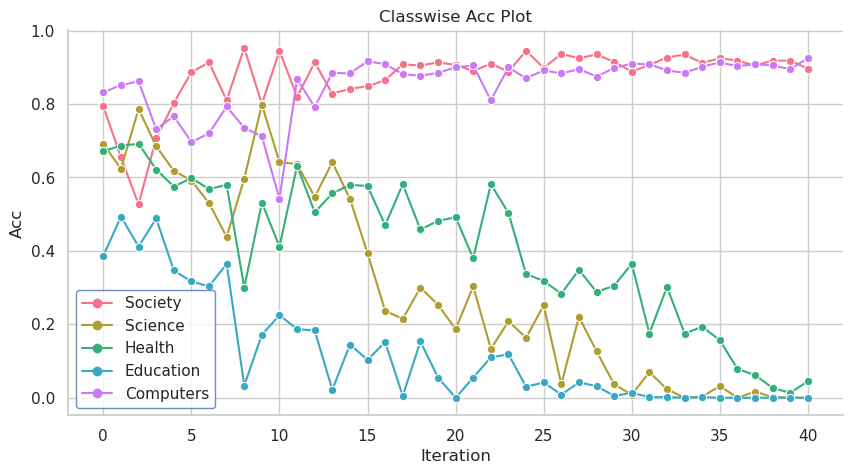 Classwise Acc Plot
1.0
0.8
0.6
0.4
0.2
0.0
Acc
Society
Science
Health
Education
Computers
0 5 10 15 20 25 30 35 40
Iteration